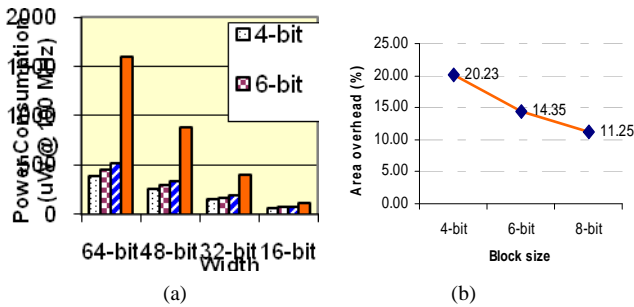 Power Consumption
(uW @ 100 MHz)
2000
0
4-bit
6-bit
64-bit 48-bit 32-bit 16-bit
Width
(a)
Area overhead (%)
25.00
20.00
15.00
10.00
5.00
0.00
20.23
14.35
11.25
4-bit 6-bit 8-bit
Block size
(b)